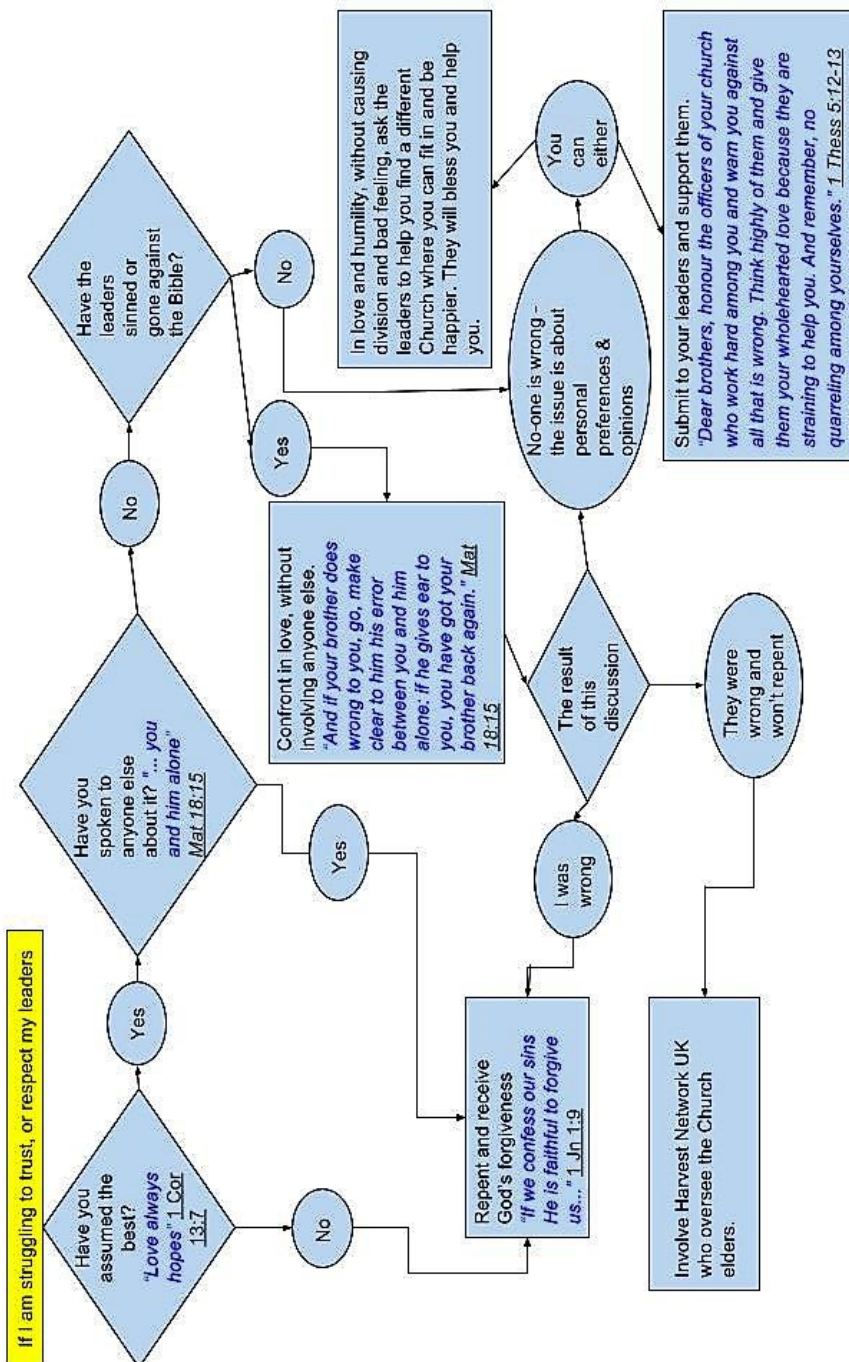 If I am struggling to trust, or respect my leaders
Have you
assumed the
best?
"Love always
hopes" 1 Cor
13:7
Yes
No
Have you
spoken to
anyone else
about it? "... you
and him alone"
Mat 18:15
No
Yes
Have the
leaders
sinned or
gone against
the Bible?
No
Yes
Repent and receive
God's forgiveness
"If we confess our sins
He is faithful to forgive
us..." 1 Jn 1:9
Confront in love, without
involving anyone else.
"And if your brother does
wrong to you, go, make
clear to him his error
between you and him
alone: if he gives ear to
you, you have got your
brother back again." Mat
18:15
In love and humility, without causing
division and bad feeling, ask the
leaders to help you find a different
Church where you can fit in and be
happier. They will bless you and help
you.
I was
wrong
The result
of this
discussion
No-one is wrong -
the issue is about
personal
preferences &
opinions
You
can
either
Involve Harvest Network UK
who oversee the Church
elders.
They were
wrong and
won't repent
Submit to your leaders and support them.
"Dear brothers, honour the officers of your church
who work hard among you and warn you against
all that is wrong. Think highly of them and give
them your wholehearted love because they are
straining to help you. And remember, no
quarreling among yourselves." 1 Thess 5:12-13